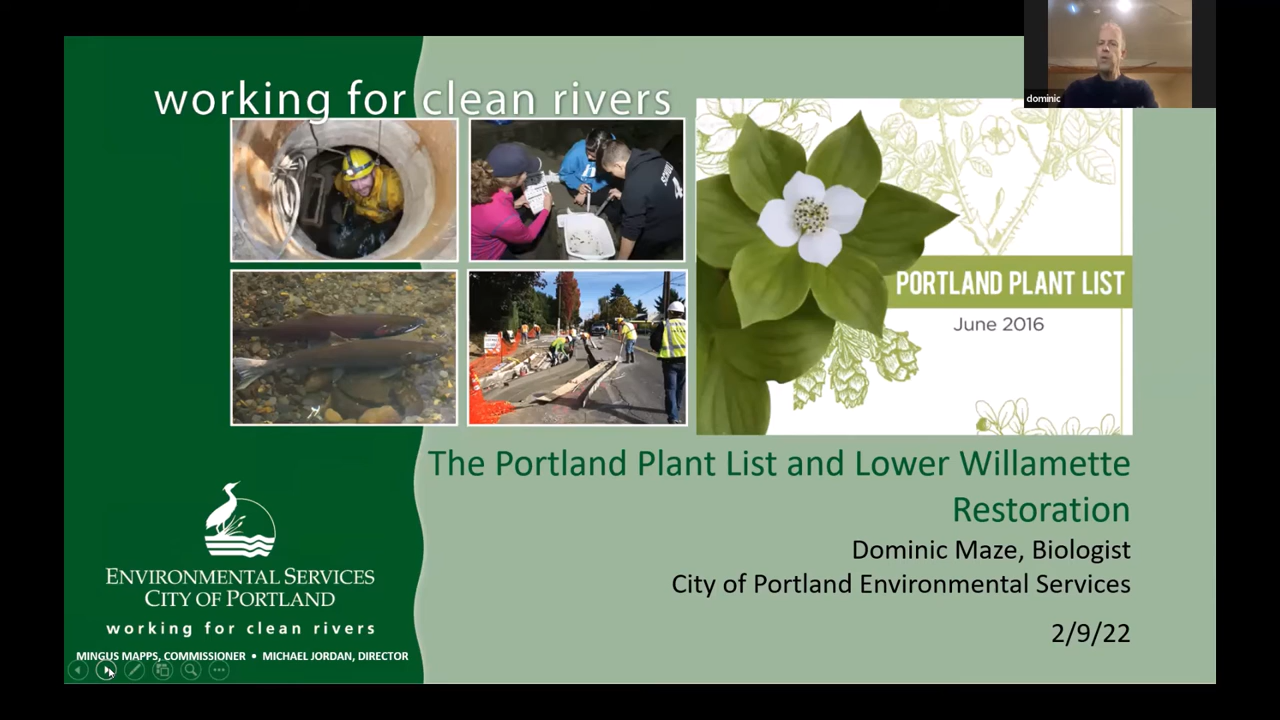 dominic
working for clean rivers
PORTLAND PLANT LIST
June 2016
The Portland Plant List and Lower Willamette
Restoration
Dominic Maze, Biologist
City of Portland Environmental Services
2/9/22
ENVIRONMENTAL SERVICES
CITY OF PORTLAND
working for clean rivers
MINGUS MAPPS, COMMISSIONER • MICHAEL JORDAN, DIRECTOR